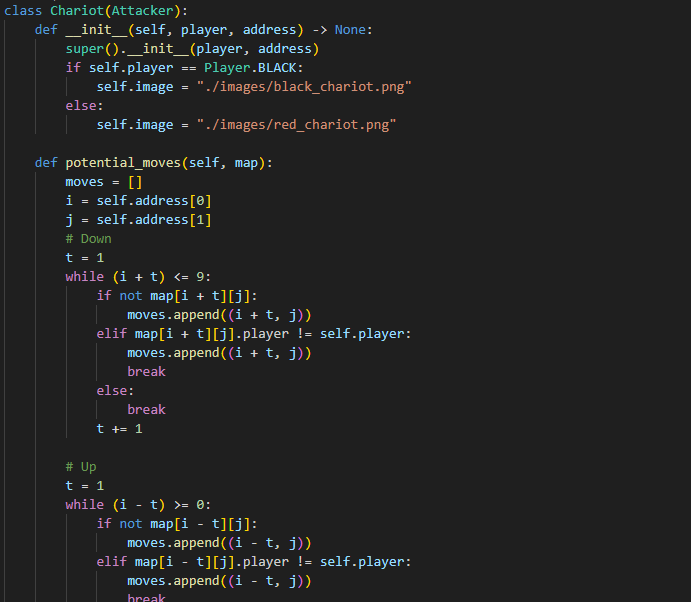 class Chariot(Attacker):
    def __init__(self, player, address) -> None:
        super().__init__(player, address)
        if self.player == Player.BLACK:
            self.image = "./images/black_chariot.png"
        else:
            self.image = "./images/red_chariot.png"

    def potential_moves(self, map):
        moves = []
        i = self.address[0]
        j = self.address[1]
        # Down
        t = 1
        while (i + t) <= 9:
            if not map[i + t][j]:
                moves.append((i + t, j))
            elif map[i + t][j].player != self.player:
                moves.append((i + t, j))
                break
            else:
                break
            t += 1

        # Up
        t = 1
        while (i - t) >= 0:
            if not map[i - t][j]:
                moves.append((i - t, j))
            elif map[i - t][j].player != self.player:
                moves.append((i - t, j))
                break